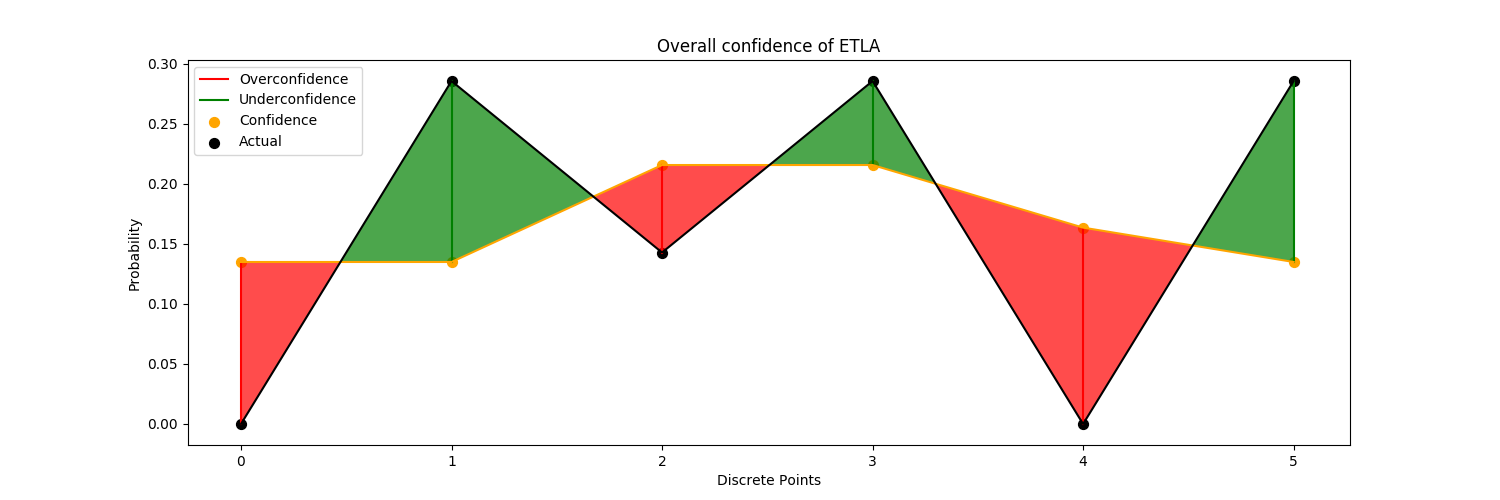 Overall confidence of ETLA
Overconfidence
Underconfidence
Confidence
Actual
0.30
0.25
0.20
0.15
0.10
0.05
0.00
Probability
0 1 2 3 4 5
Discrete Points